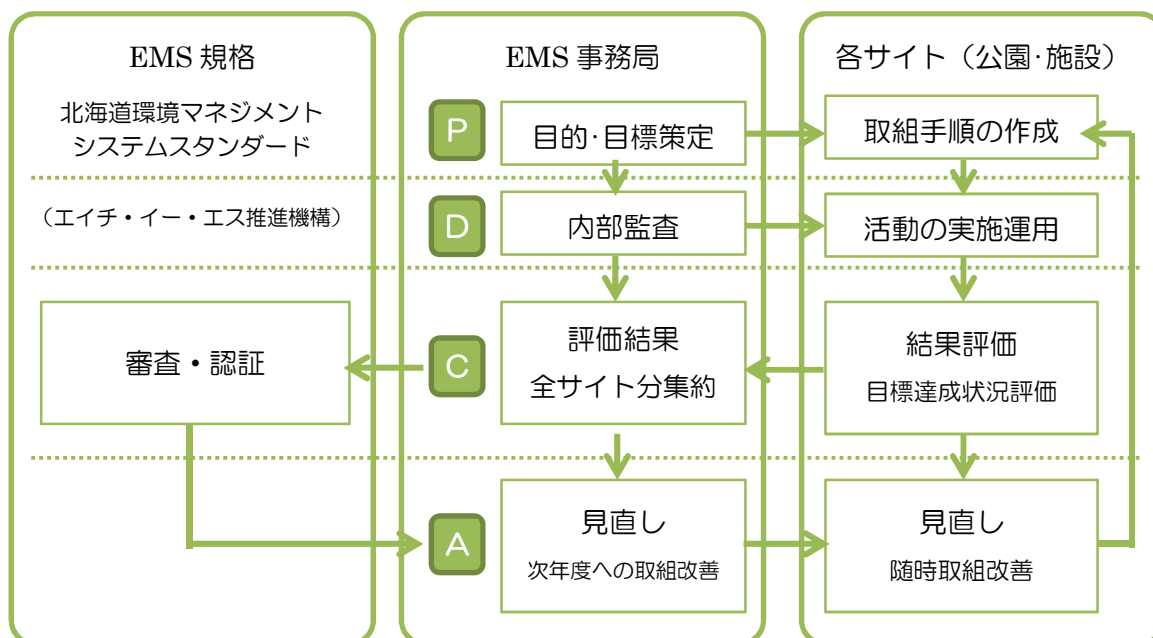 EMS 規格
EMS 事務局
各サイト（公園･施設）
北海道環境マネジメント
システムスタンダード
P
目的･目標策定
取組手順の作成
（エイチ・イー・エス推進機構）
D
内部監査
活動の実施運用
審査・認証
C
評価結果
全サイト分集約
結果評価
目標達成状況評価
A
見直し
次年度への取組改善
見直し
随時取組改善